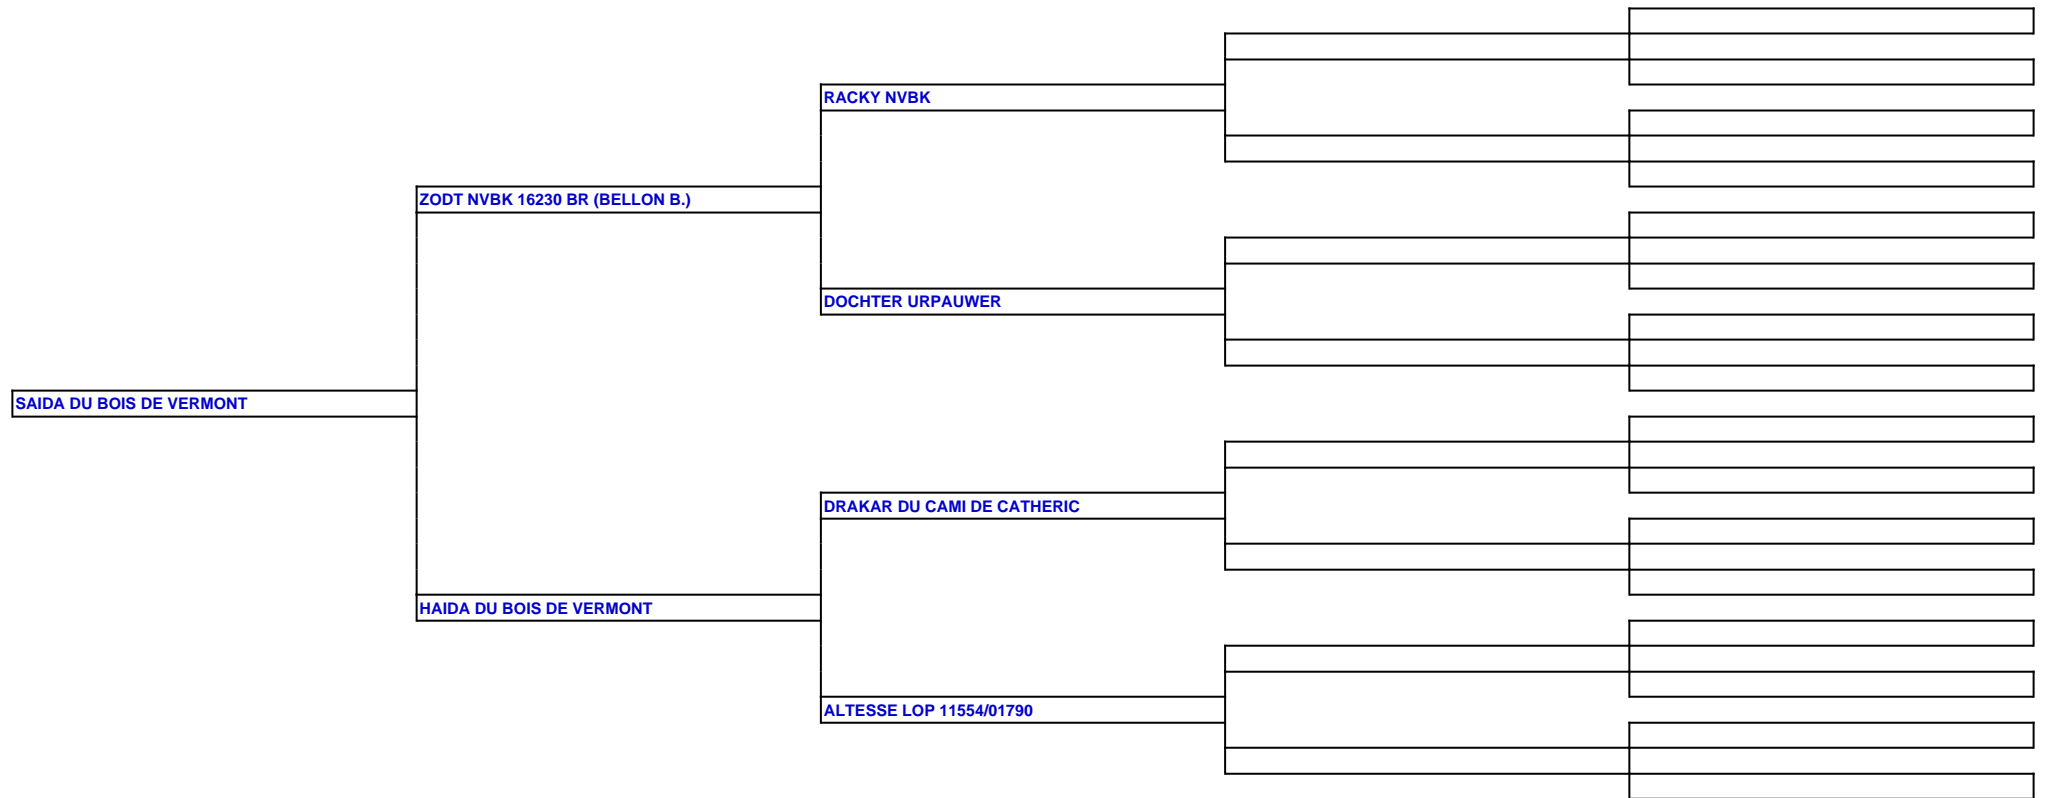 RACKY NVBK
ZODT NVBK 16230 BR (BELLON B.)
DOCHTER URPAUWER
SAIDA DU BOIS DE VERMONT
DRAKAR DU CAMI DE CATHERIC
HAIDA DU BOIS DE VERMONT
ALTESSE LOP 11554/01790